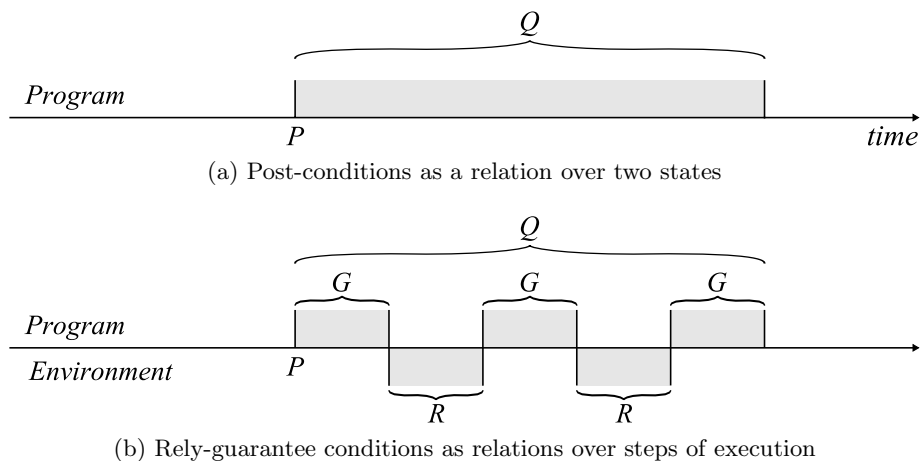 Q
Program
P
time
(a) Post-conditions as a relation over two states
Q
G G G
Program
Environment
P
R R
(b) Rely-guarantee conditions as relations over steps of execution